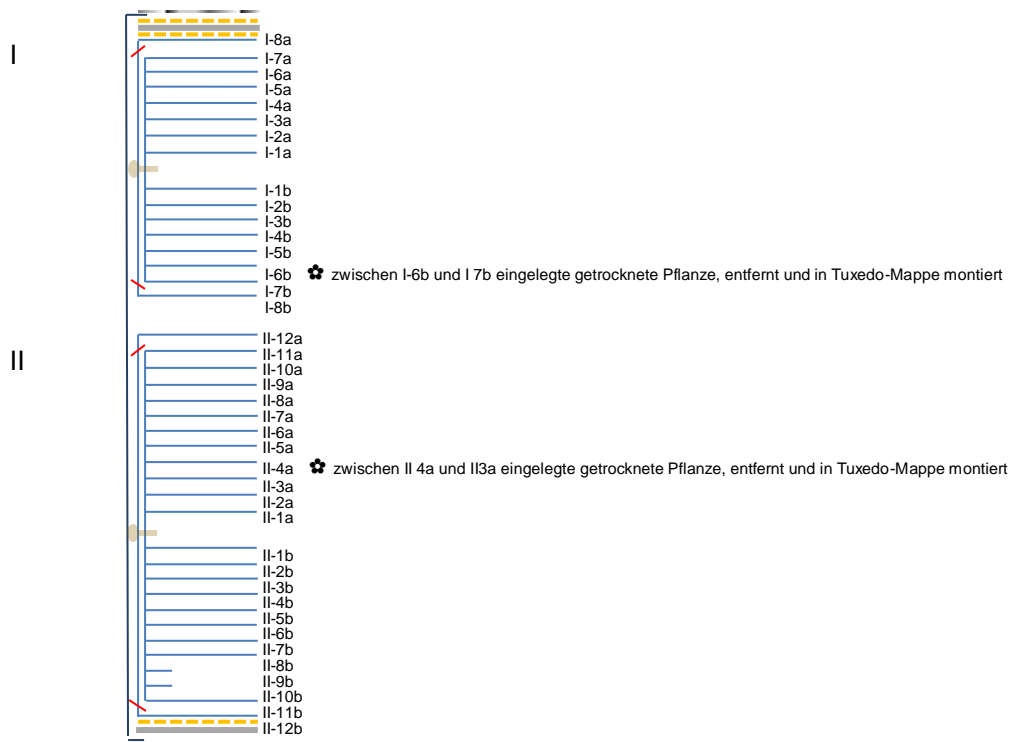 I-8a
I
I-7a
I-6a
I-5a
I-4a
I-3a
I-2a
I-1a
I-1b
I-2b
I-3b
I-4b
I-5b
I-6b zwischen I-6b und I 7b eingelegte getrocknete Pflanze, entfernt und in Tuxedo-Mappe montiert
I-7b
I-8b
II-12a
II
II-11a
II-10a
II-9a
II-8a
II-7a
II-6a
II-5a
II-4a zwischen II 4a und II3a eingelegte getrocknete Pflanze, entfernt und in Tuxedo-Mappe montiert
II-3a
II-2a
II-1a
II-1b
II-2b
II-3b
II-4b
II-5b
II-6b
II-7b
II-8b
II-9b
II-10b
II-11b
II-12b